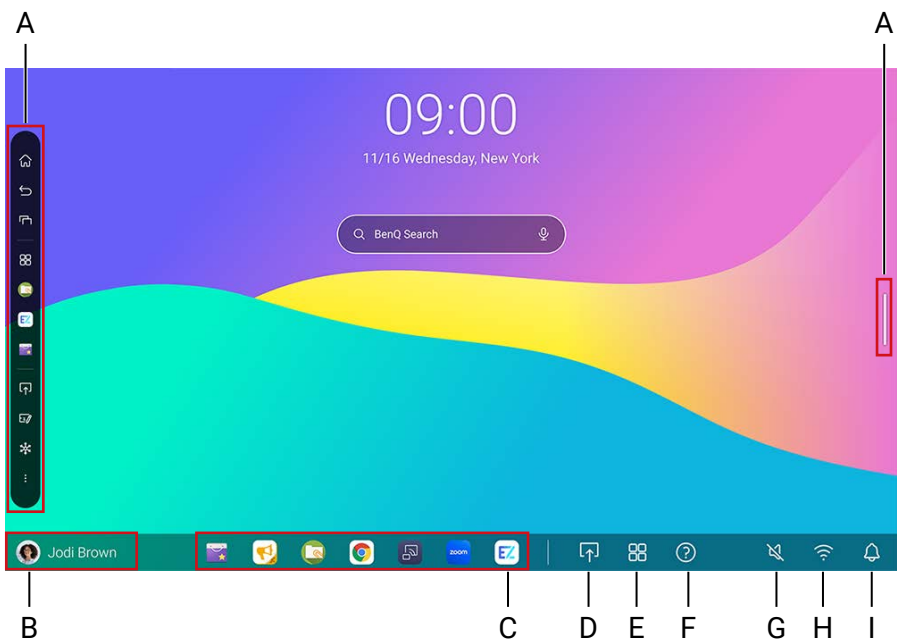 A A
09:00
11/16 Wednesday, New York
BenQ Search
EZ
Jodi Brown
zoom
EZ
?
B C D E F G H I